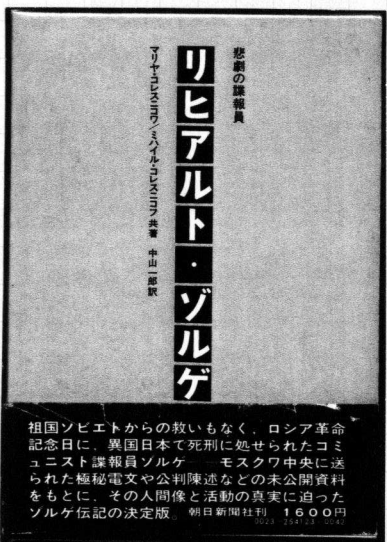 悲劇の諜報員
リヒアルト・ゾルゲ
マリヤ・コレスニコワ/ミハイル・コレスニコフ共著 中山一郎訳
祖国ソビエトからの救いもなく、ロシア革命
記念日に、異国日本で死刑に処せられたコミ
ュニスト諜報員ゾルゲ——モスクワ中央に送
られた極秘電文や公判陳述などの未公開資料
をもとに、その人間像と活動の真実に迫った
ゾルゲ伝記の決定版。 朝日新聞社刊 1600円
0023-254123-0042